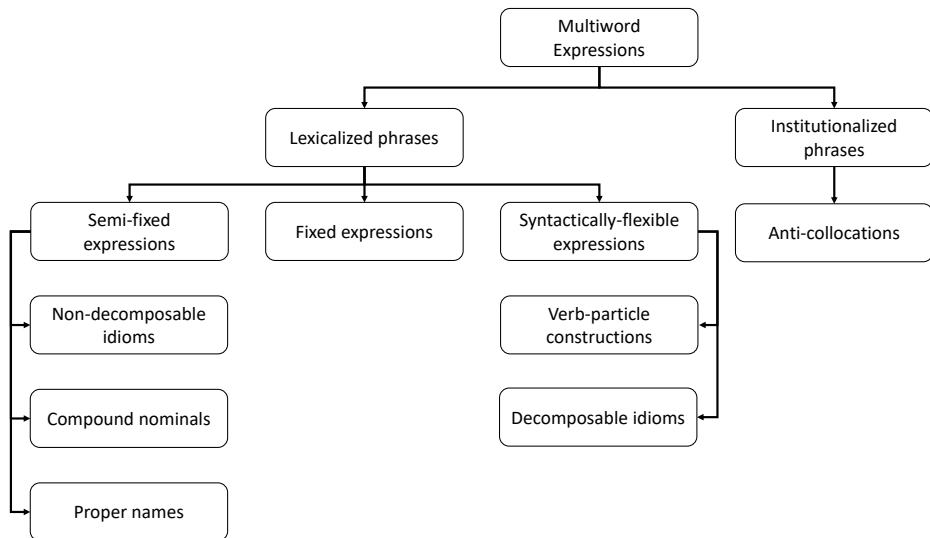 Multiword
Expressions
Lexicalized phrases
Institutionalized
phrases
Semi-fixed
expressions
Fixed expressions
Syntactically-flexible
expressions
Anti-collocations
Non-decomposable
idioms
Verb-particle
constructions
Compound nominals
Decomposable idioms
Proper names